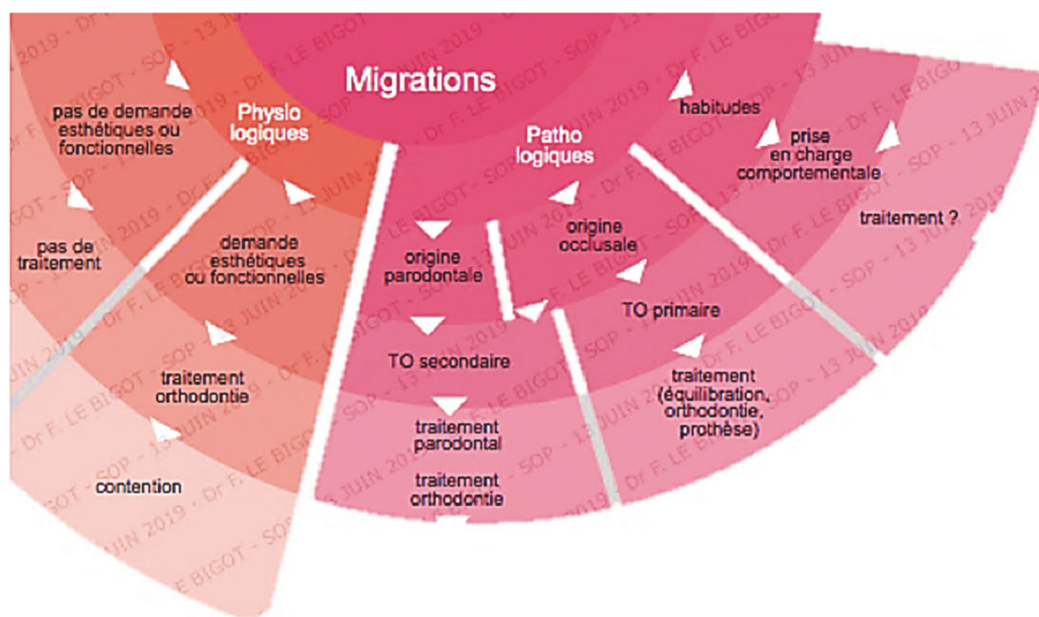 Migrations
Physio
logiques
pas de demande
esthétiques ou
fonctionnelles
pas de
traitement
demande
esthétiques
ou fonctionnelles
traitement
orthodontie
contention
Patho
logiques
origine
parodontale
TO secondaire
traitement
parodontal
traitement
orthodontie
origine
occlusale
TO primaire
traitement
(équilibration,
orthodontie,
prothèse)
habitudes
prise
en charge
comportementale
traitement ?
Dr F. LE BIGOT - SOP - 13 JUIN 2019